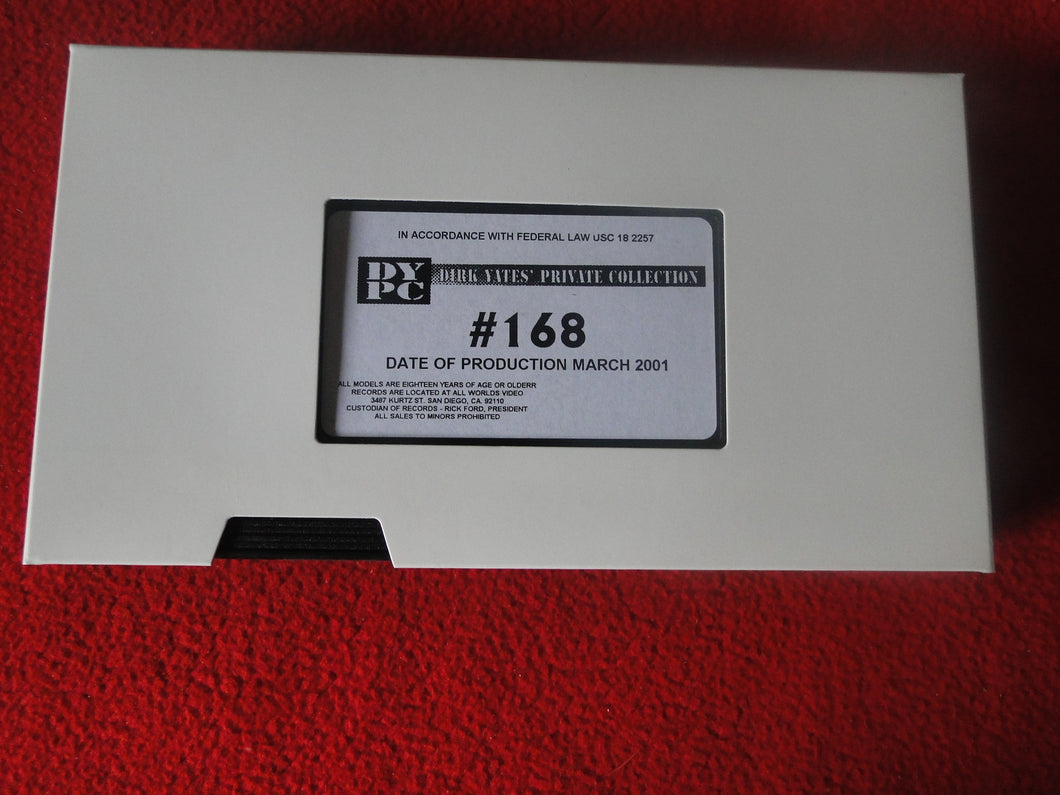 IN ACCORDANCE WITH FEDERAL LAW USC 18 2257
DY
PC
DIRK YATES' PRIVATE COLLECTION
#168
DATE OF PRODUCTION MARCH 2001
ALL MODELS ARE EIGHTEEN YEARS OF AGE OR OLDERR
RECORDS ARE LOCATED AT ALL WORLDS VIDEO
3487 KURTZ ST. SAN DIEGO, CA. 92110
CUSTODIAN OF RECORDS - RICK FORD, PRESIDENT
ALL SALES TO MINORS PROHIBITED